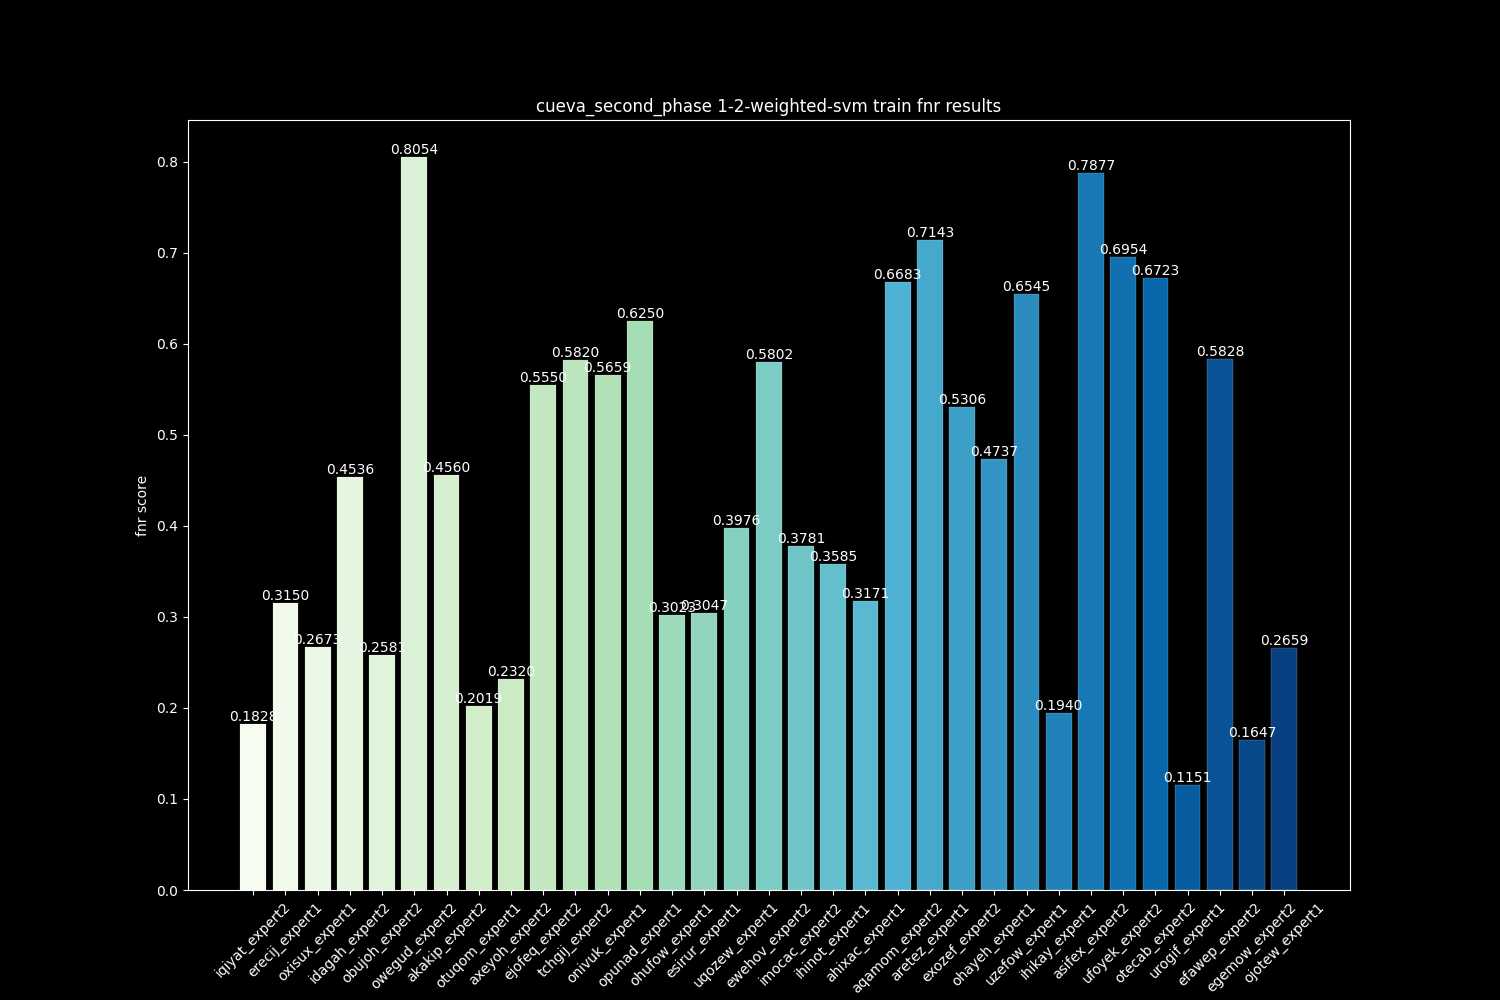 cueva_second_phase 1-2-weighted-svm train fnr results
fnr score
0.8
0.7
0.6
0.5
0.4
0.3
0.2
0.1
0.0
0.1828
0.3150
0.2673
0.4536
0.2581
0.8054
0.4560
0.2019
0.2320
0.5550
0.5820
0.5659
0.6250
0.3023
0.3047
0.3976
0.5802
0.3781
0.3585
0.3171
0.6683
0.7143
0.5306
0.4737
0.6545
0.1940
0.7877
0.6954
0.6723
0.1151
0.5828
0.1647
0.2659
iqjyat_expert2
erecij_expert1
oxisux_expert1
idagah_expert2
obujoh_expert2
owegud_expert2
akakip_expert2
otuqom_expert1
axeyoh_expert2
ejofeq_expert2
tchgjj_expert2
onivuk_expert1
opunad_expert1
ohufow_expert1
esirur_expert1
uqozew_expert1
ewehov_expert2
imocac_expert2
ihinot_expert1
ahixac_expert1
aqamom_expert2
aretez_expert1
exozef_expert2
ohayeh_expert1
uzefow_expert1
ihikay_expert1
asifex_expert2
ufoyek_expert2
otecab_expert2
urogif_expert1
efawep_expert2
egemow_expert2
ojotew_expert1